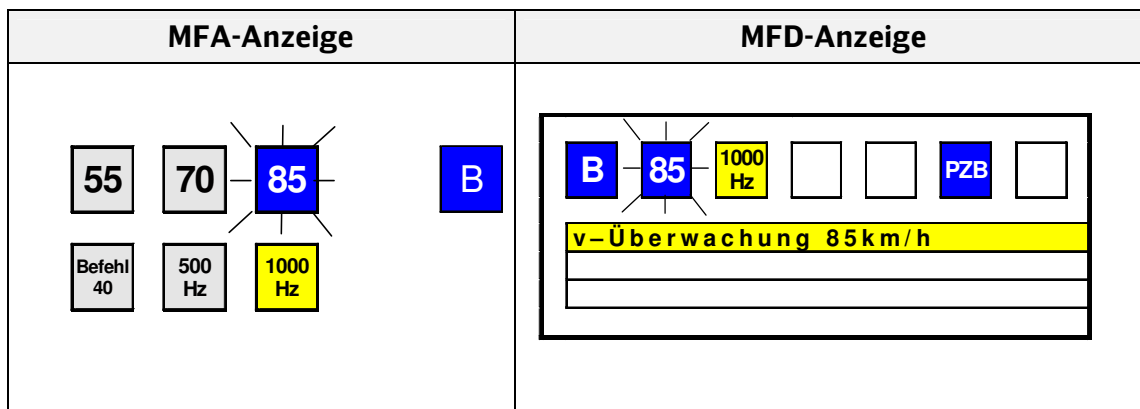 MFA-Anzeige
MFD-Anzeige
55 70 85 B
Befehl 40
500 Hz
1000 Hz
B 85 1000 Hz PZB
v–Überwachung 85km/h